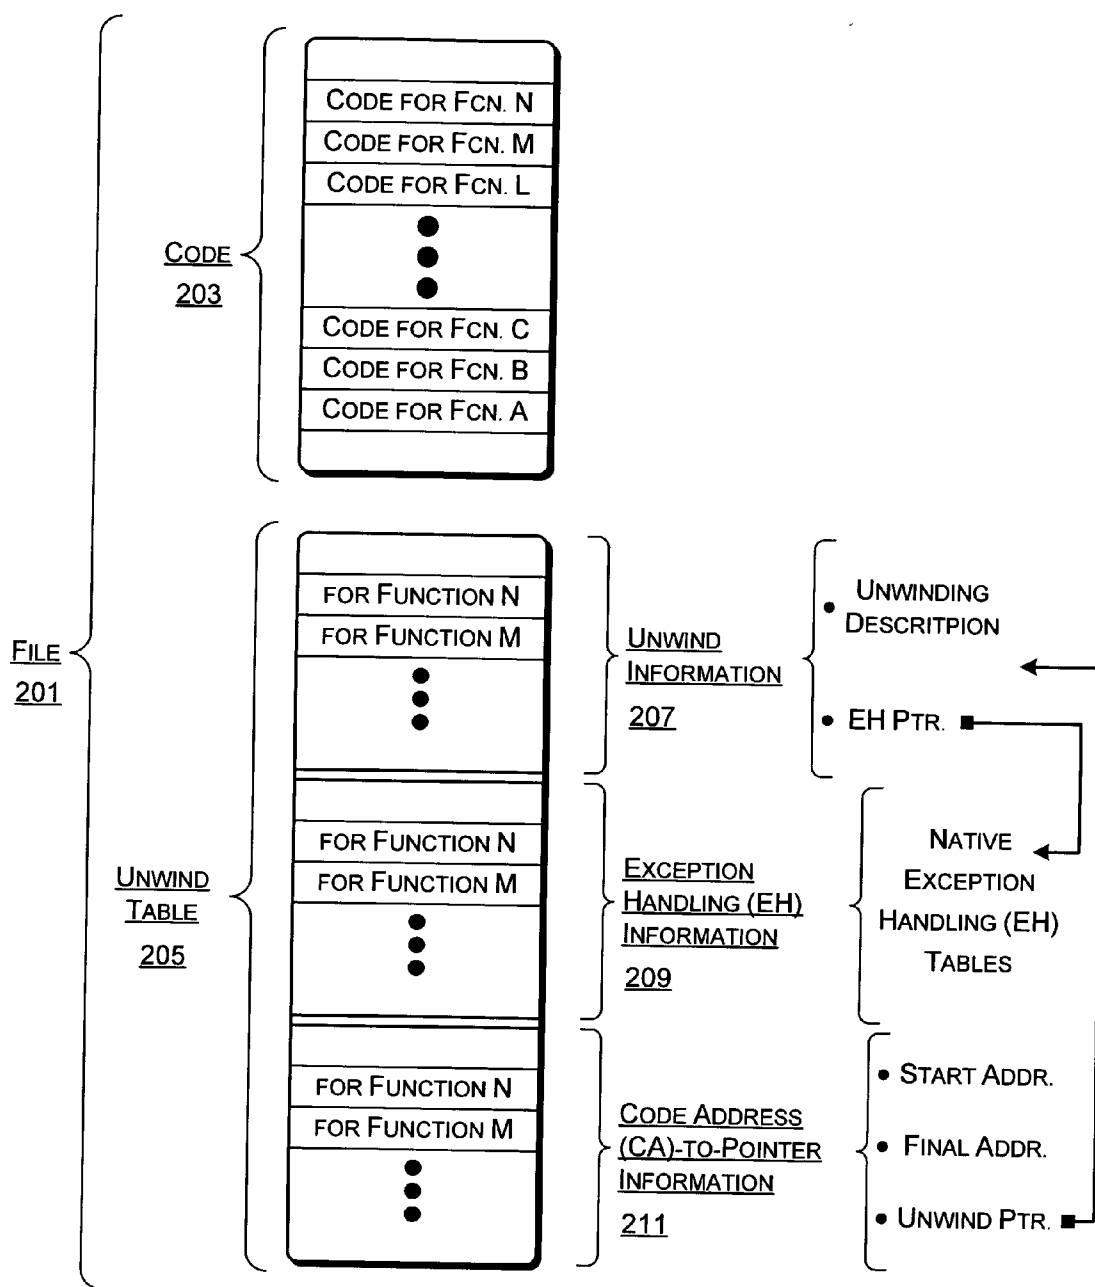 CODE FOR FCN. N
CODE FOR FCN. M
CODE FOR FCN. L
CODE
203
CODE FOR FCN. C
CODE FOR FCN. B
CODE FOR FCN. A
FILE
201
UNWIND
TABLE
205
FOR FUNCTION N
FOR FUNCTION M
UNWIND
INFORMATION
207
• UNWINDING
DESCRITPION
• EH PTR.
FOR FUNCTION N
FOR FUNCTION M
EXCEPTION
HANDLING (EH)
INFORMATION
209
NATIVE
EXCEPTION
HANDLING (EH)
TABLES
FOR FUNCTION N
FOR FUNCTION M
CODE ADDRESS
(CA)-TO-POINTER
INFORMATION
211
• START ADDR.
• FINAL ADDR.
• UNWIND PTR.